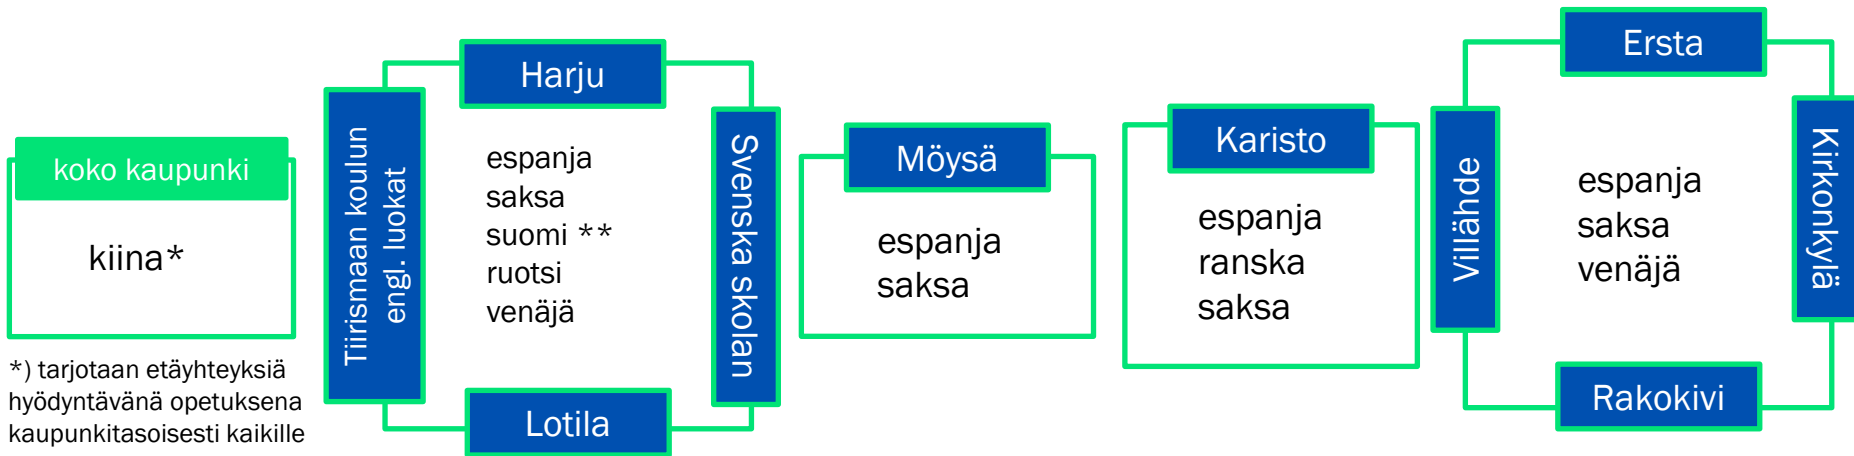 koko kaupunki
kiina*
*) tarjotaan etäyhteyksiä
hyödyntävänä opetuksena
kaupunkitasoisesti kaikille
Tiirismaan koulun
engl. luokat
Harju
espanja
saksa
suomi **
ruotsi
venäjä
Svenska skolan
Lotila
Möysä
espanja
saksa
Karisto
espanja
ranska
saksa
Villähde
Ersta
espanja
saksa
venäjä
Kirkonkylä
Rakokivi